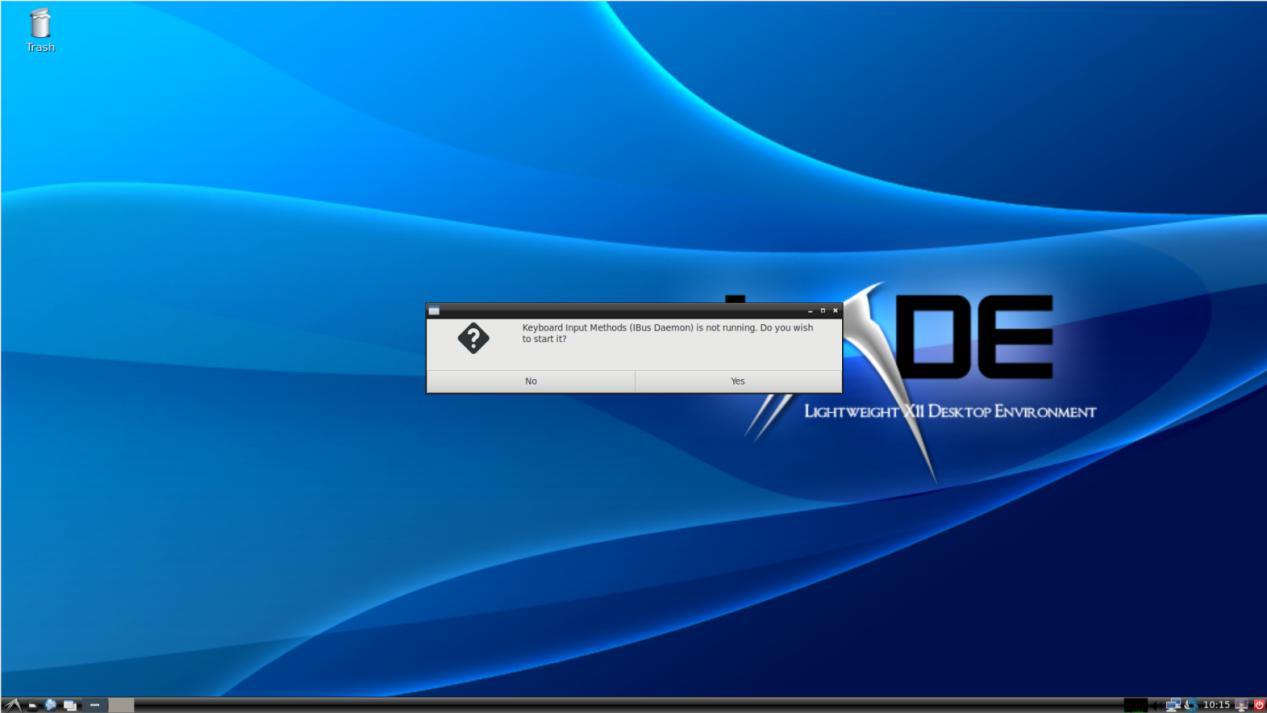 Trash
Keyboard Input Methods (IBus Daemon) is not running. Do you wish
to start it?
No
Yes
DE
Lightweight X11 Desktop Environment
10:15